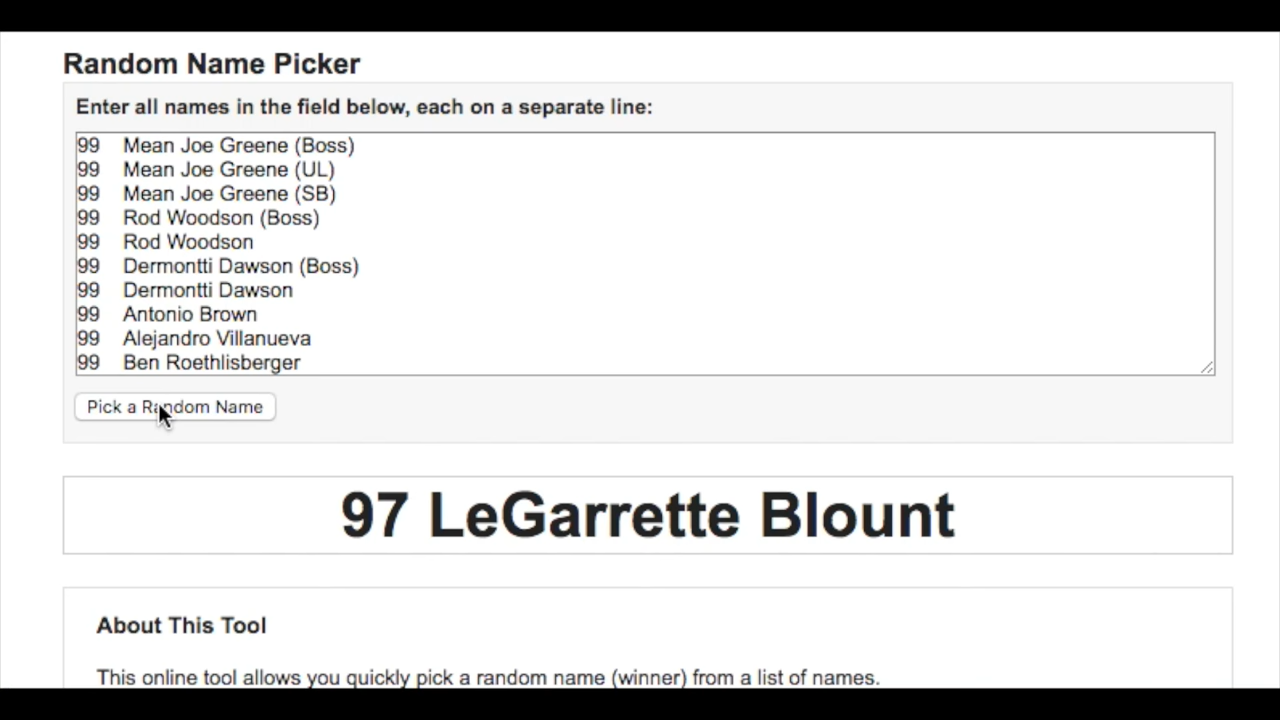 Random Name Picker
Enter all names in the field below, each on a separate line:
99 Mean Joe Greene (Boss)
99 Mean Joe Greene (UL)
99 Mean Joe Greene (SB)
99 Rod Woodson (Boss)
99 Rod Woodson
99 Dermontti Dawson (Boss)
99 Dermontti Dawson
99 Antonio Brown
99 Alejandro Villanueva
99 Ben Roethlisberger
Pick a Random Name
97 LeGarrette Blount
About This Tool
This online tool allows you quickly pick a random name (winner) from a list of names.